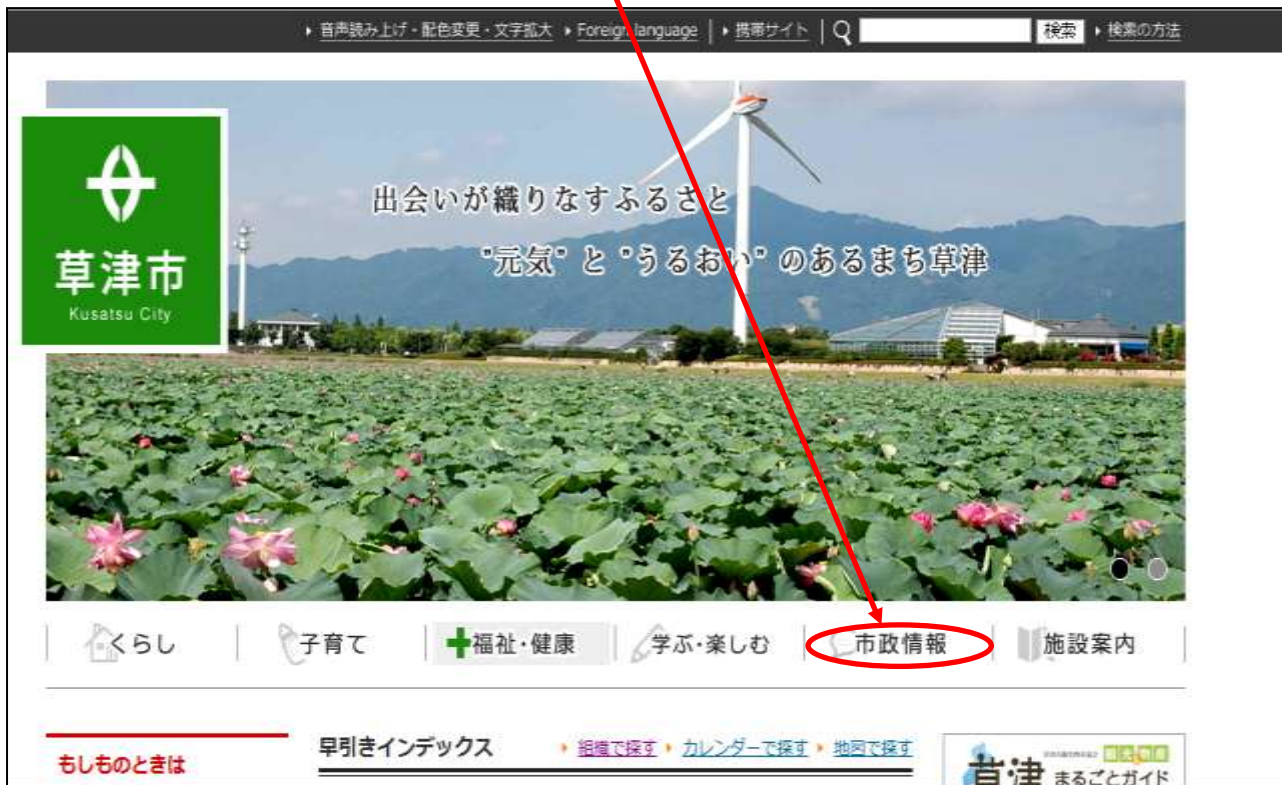 音声読み上げ・配色変更・文字拡大 Foreign language 携帯サイト 検索 検索の方法
草津市
Kusatsu City
出会いが織りなすふるさと
"元気" と "うるおい" のあるまち草津
くらし 子育て 福祉・健康 学ぶ・楽しむ 市政情報 施設案内
もしものときは
早引きインデックス 組織で探す カレンダーで探す 地図で探す
草津 まるごとガイド